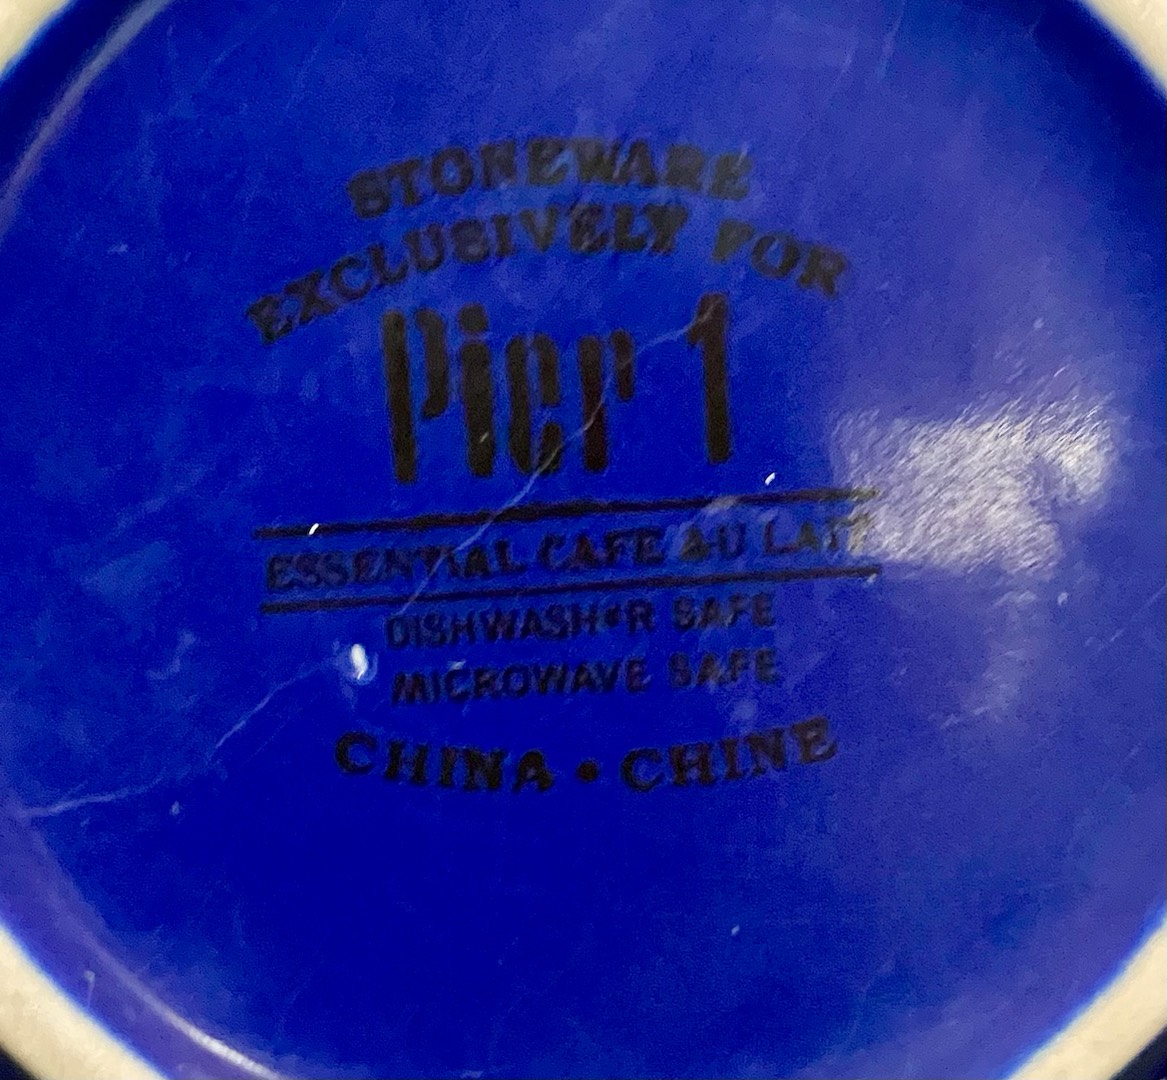 STONEWARE
EXCLUSIVELY FOR
Pier 1
ESSENTIAL CAFE AU LAIT
DISHWASHER SAFE
MICROWAVE SAFE
CHINA • CHINE